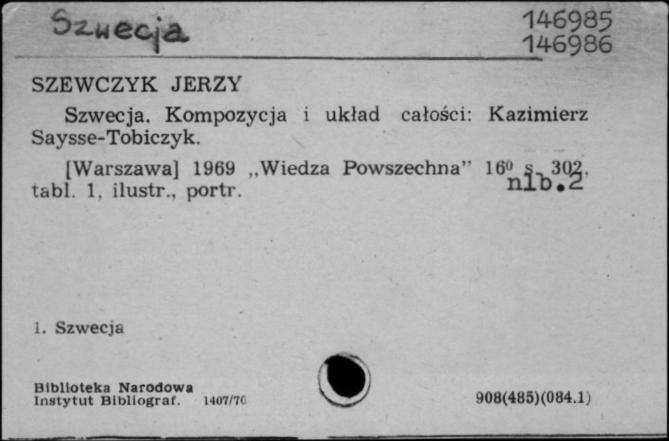 Szwecja
146985
146986
SZEWCZYK JERZY
Szwecja. Kompozycja i układ całości: Kazimierz
Saysse-Tobiczyk.
[Warszawa] 1969 „Wiedza Powszechna” 16⁰ s. 302,
nlb.2
tabl. 1, ilustr., portr.
1. Szwecja
Biblioteka Narodowa
Instytut Bibliograf. 1407/70
908(485)(084.1)